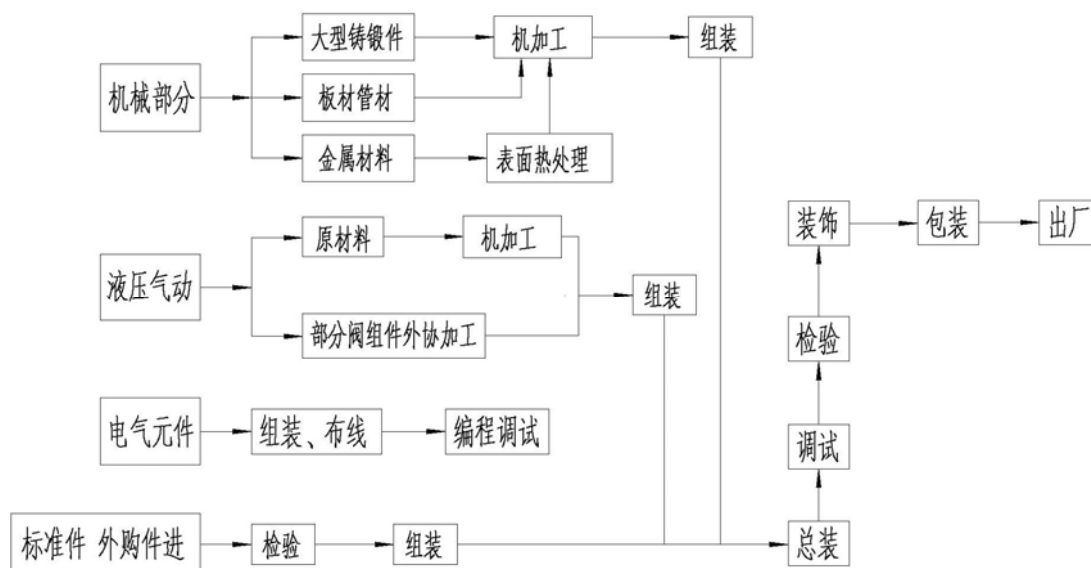 大型铸锻件
机加工
组装
机械部分
板材管材
金属材料
表面热处理
原材料
机加工
液压气动
组装
部分阀组件外协加工
电气元件
组装、布线
编程调试
标准件 外购件进
检验
组装
总装
调试
检验
装饰
包装
出厂